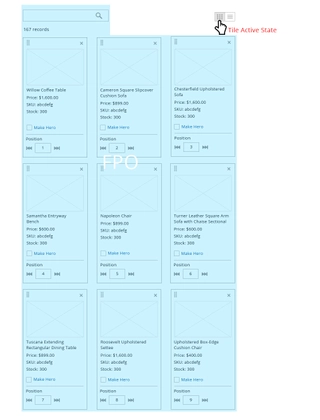 167 records
Tile Active State
Willow Coffee Table
Price: $1,600.00
SKU: abcdefg
Stock: 300
Make Hero
Position
1
Cameron Square Slipcover
Cushion Sofa
Price: $899.00
SKU: abcdefg
Stock: 300
Make Hero
Position
2
Chesterfield Upholstered
Sofa
Price: $1,600.00
SKU: abcdefg
Stock: 300
Make Hero
Position
3
FPO
Samantha Entryway
Bench
Price: $600.00
SKU: abcdefg
Stock: 300
Make Hero
Position
4
Napoleon Chair
Price: $899.00
SKU: abcdefg
Stock: 300
Make Hero
Position
5
Turner Leather Square Arm
Sofa with Chaise Sectional
Price: $800.00
SKU: abcdefg
Stock: 300
Make Hero
Position
6
Tuscana Extending
Rectangular Dining Table
Price: $899.00
SKU: abcdefg
Stock: 300
Make Hero
Position
7
Roosevelt Upholstered
Settee
Price: $1,600.00
SKU: abcdefg
Stock: 300
Make Hero
Position
8
Upholstered Box-Edge
Cushion Chair
Price: $400.00
SKU: abcdefg
Stock: 300
Make Hero
Position
9